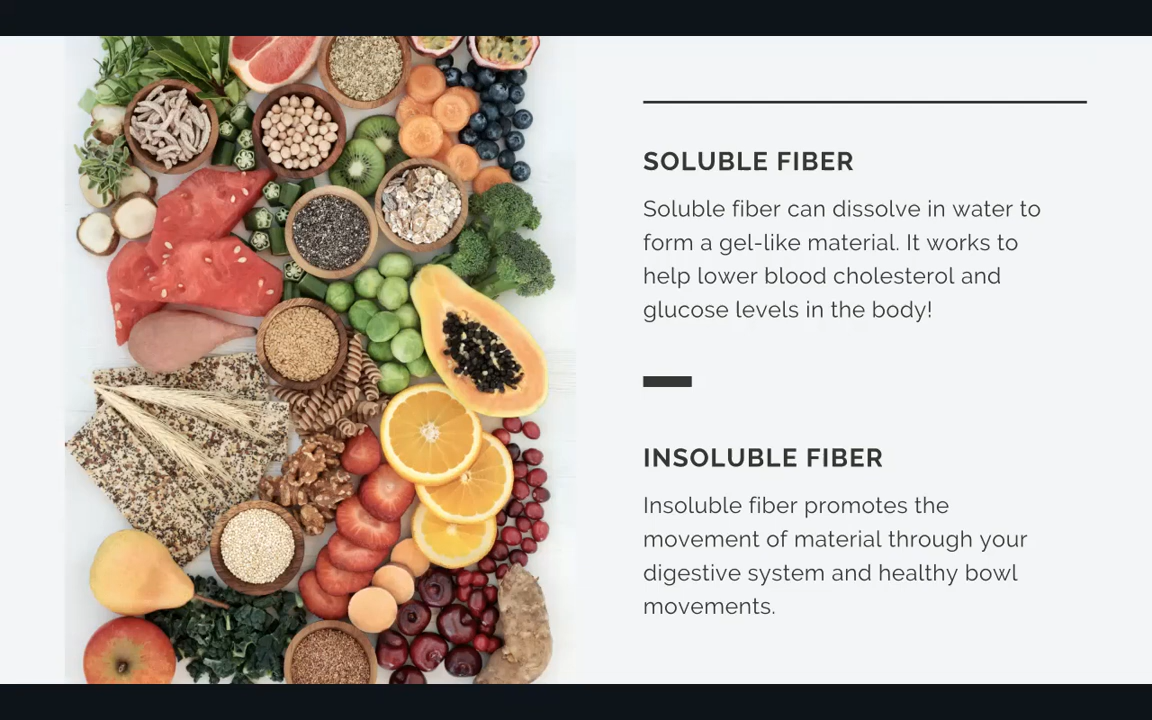 SOLUBLE FIBER
Soluble fiber can dissolve in water to
form a gel-like material. It works to
help lower blood cholesterol and
glucose levels in the body!
INSOLUBLE FIBER
Insoluble fiber promotes the
movement of material through your
digestive system and healthy bowl
movements.